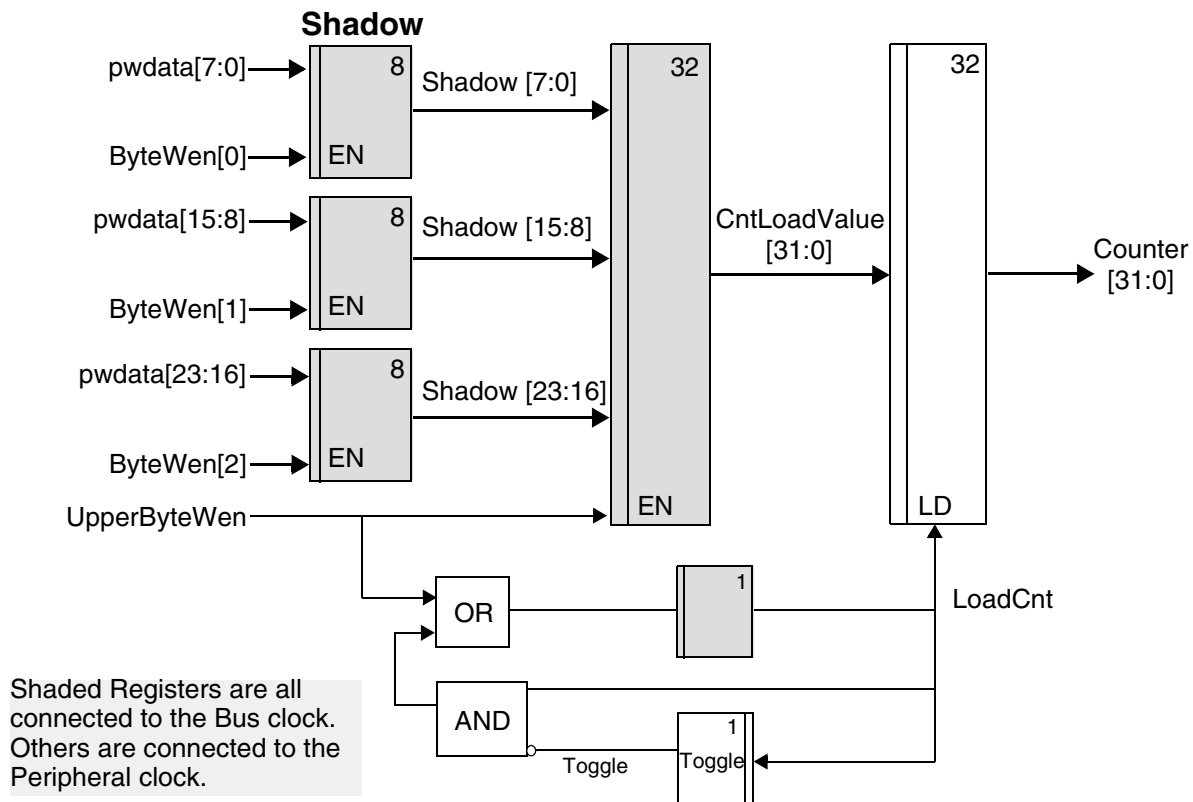 Shadow
pwdata[7:0]
8
Shadow [7:0]
32
32
ByteWen[0]
EN
pwdata[15:8]
8
Shadow [15:8]
CntLoadValue
[31:0]
Counter
[31:0]
ByteWen[1]
EN
pwdata[23:16]
8
Shadow [23:16]
ByteWen[2]
EN
UpperByteWen
EN
LD
1
OR
LoadCnt
Shaded Registers are all
connected to the Bus clock.
Others are connected to the
Peripheral clock.
AND
1
Toggle
Toggle